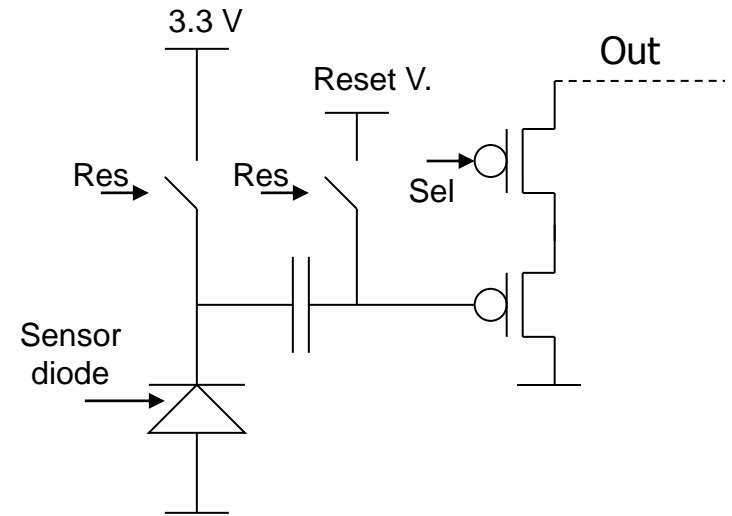 3.3 V
Out
Reset V.
Res
Res
Sel
Sensor
diode